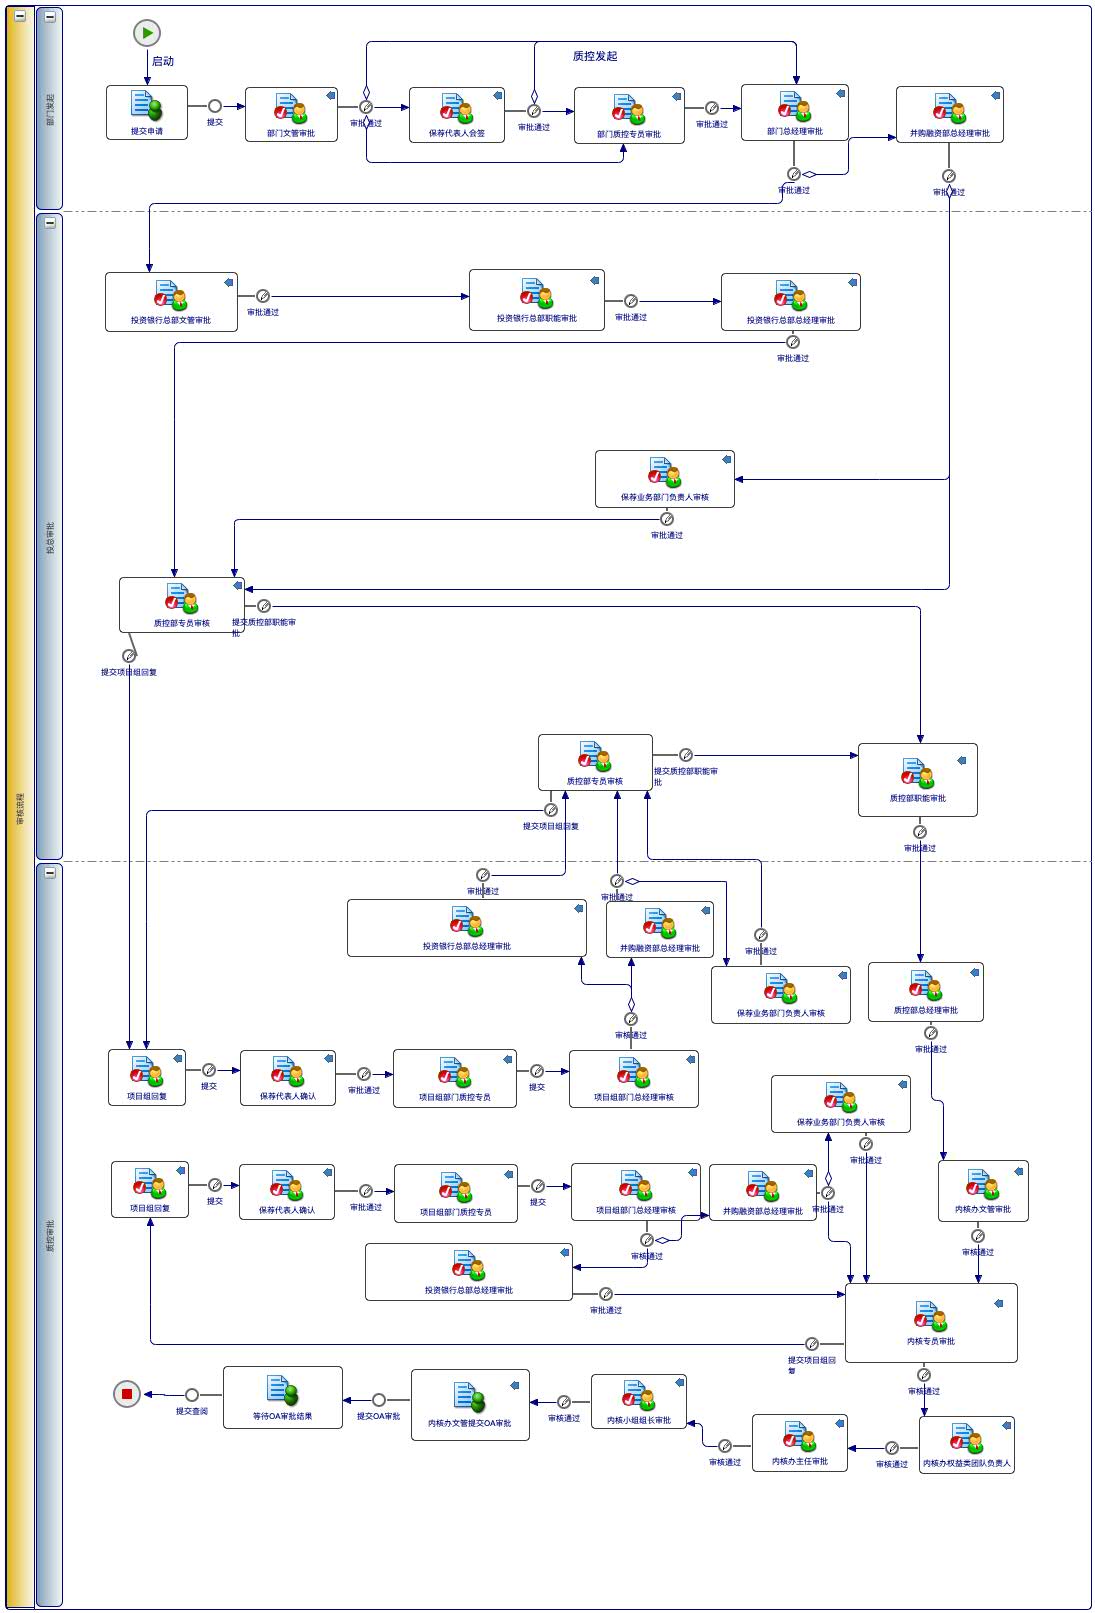 审核流程
部门发起
启动
质控发起
提交申请
提交
部门文管审批
审批通过
保荐代表人会签
审批通过
部门质控专员审批
审批通过
部门总经理审批
并购融资部总经理审批
审批通过
审批通过
投总审批
投资银行总部文管审批
审批通过
投资银行总部职能审批
审批通过
投资银行总部总经理审批
审批通过
保荐业务部门负责人审核
审批通过
质控部专员审核
提交质控部职能审
批
提交项目组回复
质控部专员审核
提交质控部职能审
批
质控部职能审批
提交项目组回复
审批通过
质控审批
审批通过
审批通过
投资银行总部总经理审批
并购融资部总经理审批
审批通过
保荐业务部门负责人审核
质控部总经理审批
审核通过
审批通过
项目组回复
提交
保荐代表人确认
审批通过
项目组部门质控专员
提交
项目组部门总经理审核
保荐业务部门负责人审核
审批通过
项目组回复
提交
保荐代表人确认
审批通过
项目组部门质控专员
提交
项目组部门总经理审核
并购融资部总经理审批
审批通过
内核办文管审批
审核通过
审核通过
投资银行总部总经理审批
审批通过
内核专员审批
提交项目组回
复
审核通过
提交查阅
等待OA审批结果
提交OA审批
内核办文管提交OA审批
审核通过
内核小组组长审批
审核通过
内核办主任审批
审核通过
内核办权益类团队负责人